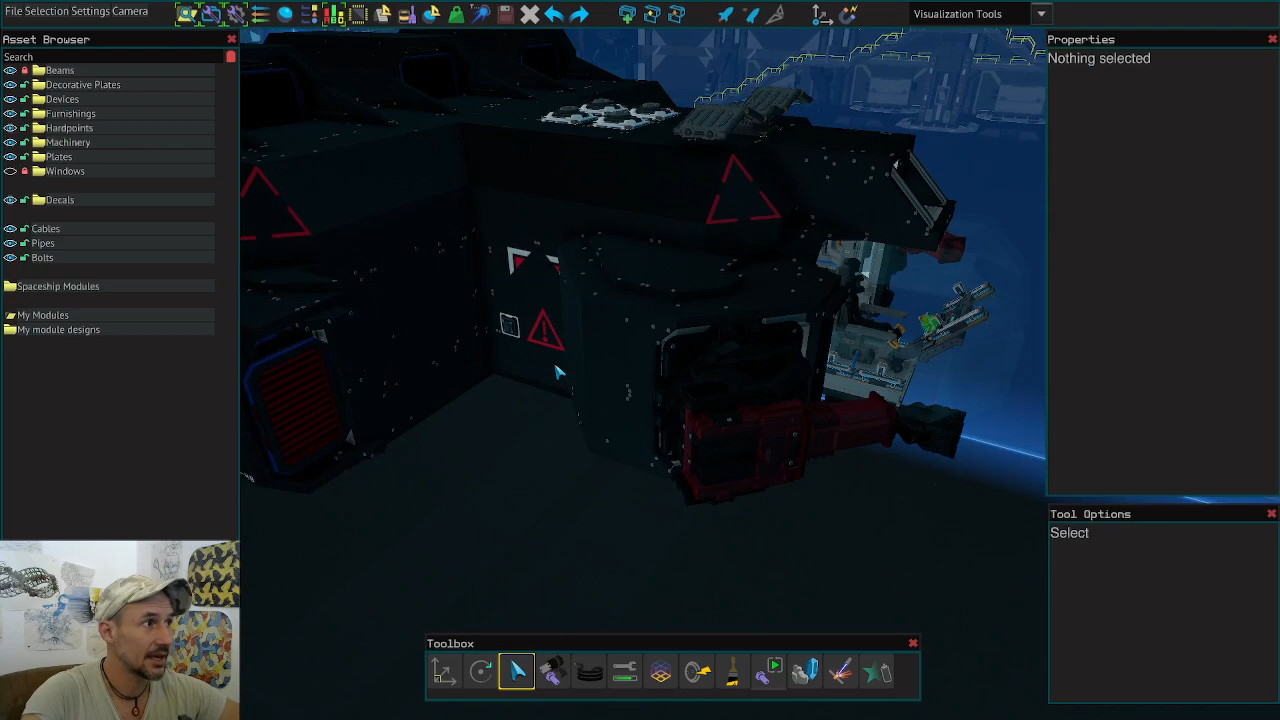 File Selection Settings Camera
Visualization Tools
Asset Browser
Search
Beams
Decorative Plates
Devices
Furnishings
Hardpoints
Machinery
Plates
Windows
Decals
Cables
Pipes
Bolts
Spaceship Modules
My Modules
My module designs
Properties
Nothing selected
Tool Options
Select
Toolbox